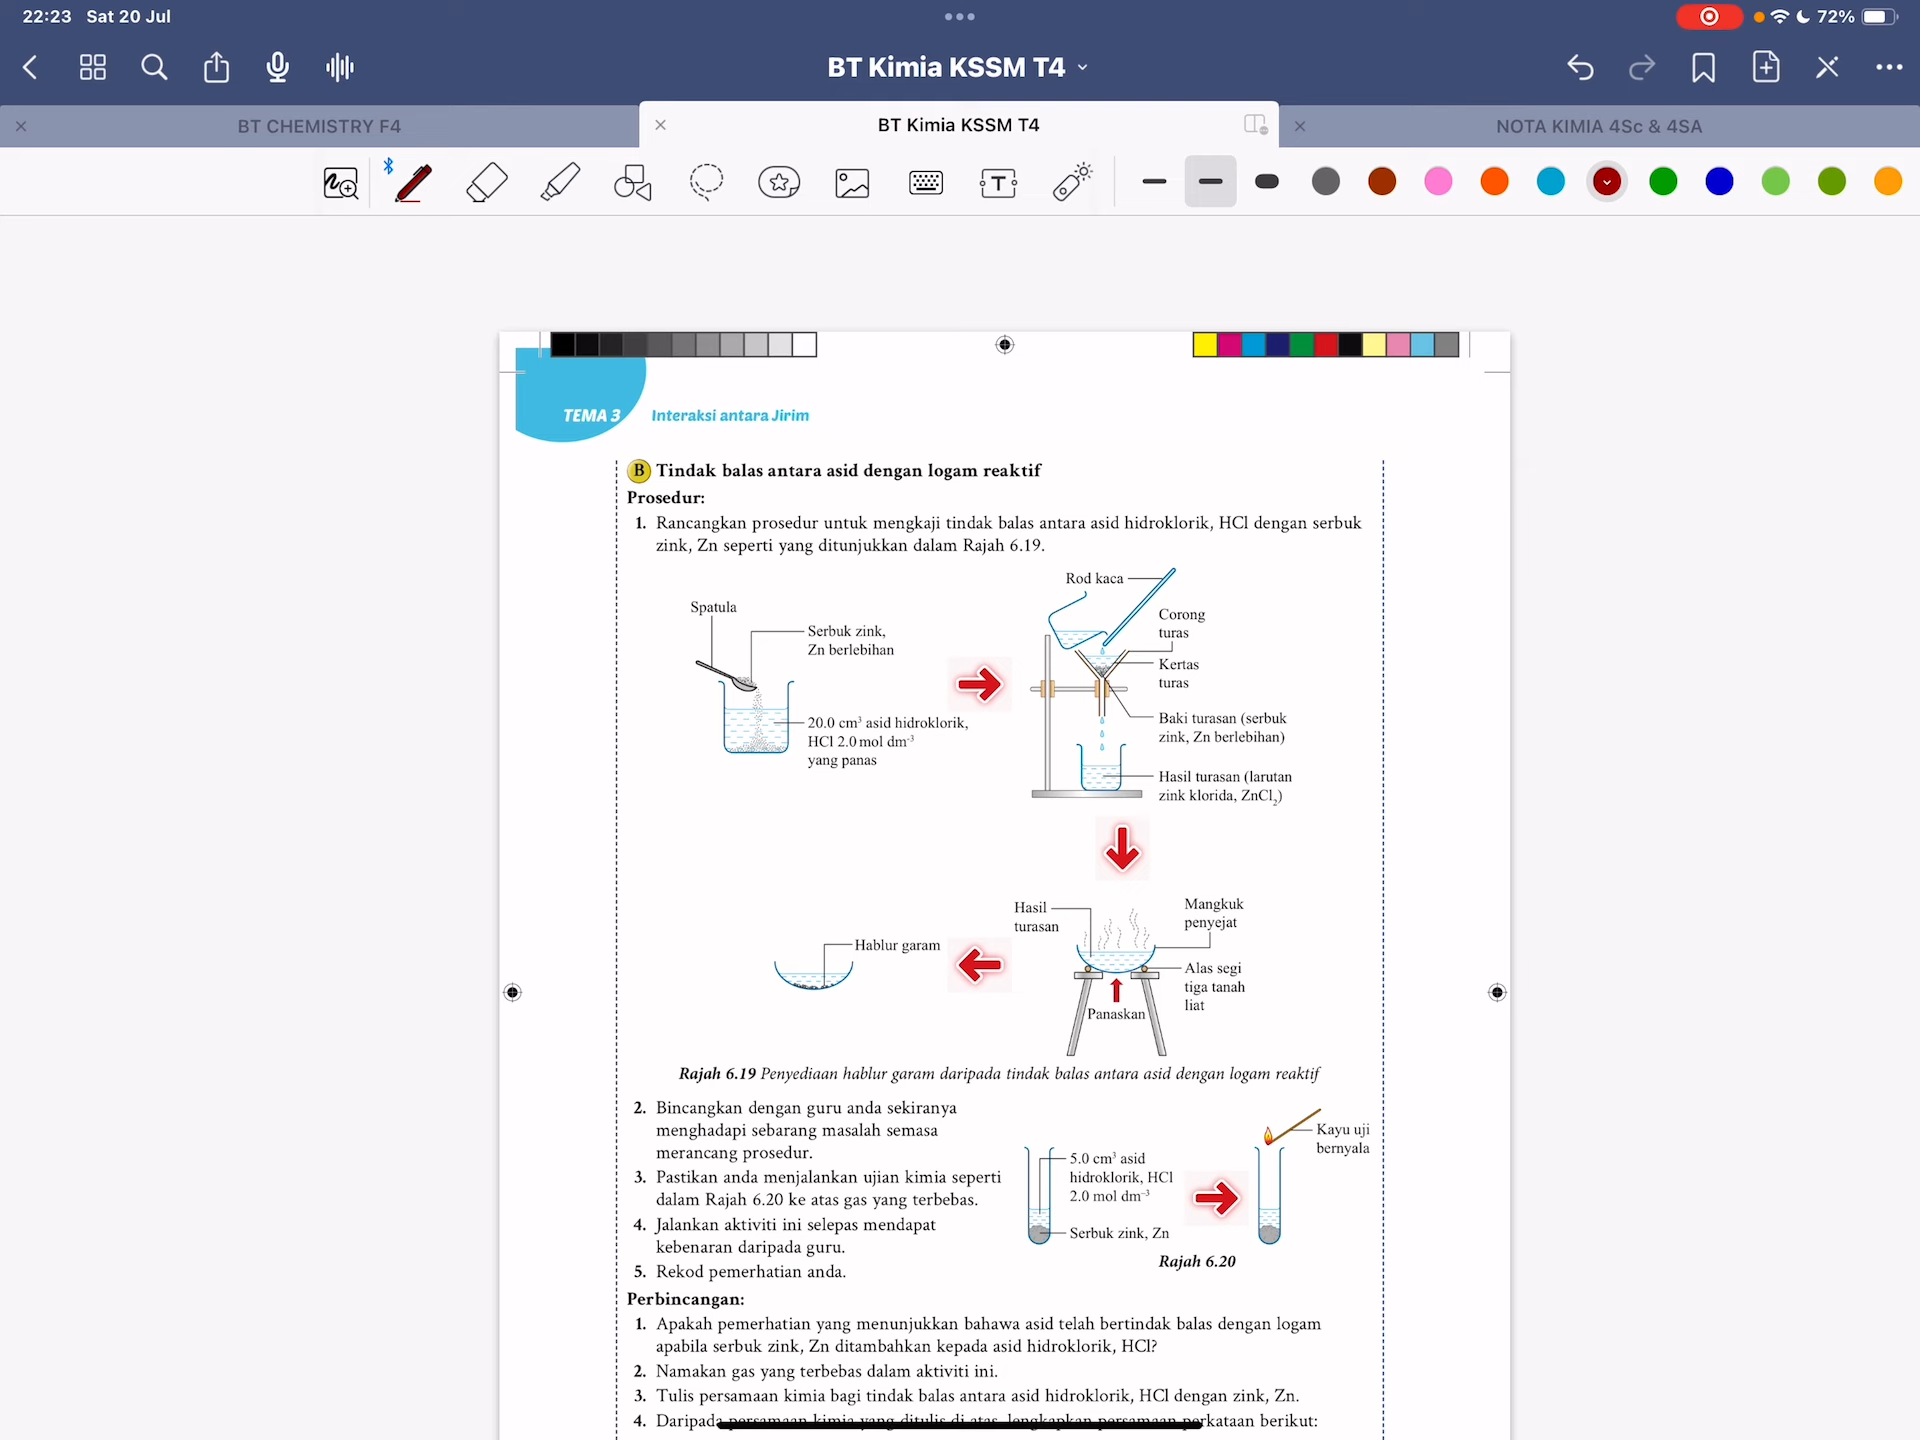 22:23 Sat 20 Jul
72%
BT Kimia KSSM T4
BT CHEMISTRY F4
BT Kimia KSSM T4
NOTA KIMIA 4Sc & 4SA
T
TEMA 3 Interaksi antara Jirim
B Tindak balas antara asid dengan logam reaktif
Prosedur:
1. Rancangkan prosedur untuk mengkaji tindak balas antara asid hidroklorik, HCl dengan serbuk
zink, Zn seperti yang ditunjukkan dalam Rajah 6.19.
Spatula
Serbuk zink,
Zn berlebihan
20.0 cm³ asid hidroklorik,
HCl 2.0 mol dm⁻³
yang panas
Rod kaca
Corong
turas
Kertas
turas
Baki turasan (serbuk
zink, Zn berlebihan)
Hasil turasan (larutan
zink klorida, ZnCl₂)
Hasil
turasan
Mangkuk
penyejat
Alas segi
tiga tanah
liat
Panaskan
Hablur garam
Rajah 6.19 Penyediaan hablur garam daripada tindak balas antara asid dengan logam reaktif
2. Bincangkan dengan guru anda sekiranya
menghadapi sebarang masalah semasa
merancang prosedur.
3. Pastikan anda menjalankan ujian kimia seperti
dalam Rajah 6.20 ke atas gas yang terbebas.
4. Jalankan aktiviti ini selepas mendapat
kebenaran daripada guru.
5. Rekod pemerhatian anda.
5.0 cm³ asid
hidroklorik, HCl
2.0 mol dm⁻³
Serbuk zink, Zn
Kayu uji
bernyala
Rajah 6.20
Perbincangan:
1. Apakah pemerhatian yang menunjukkan bahawa asid telah bertindak balas dengan logam
apabila serbuk zink, Zn ditambahkan kepada asid hidroklorik, HCl?
2. Namakan gas yang terbebas dalam aktiviti ini.
3. Tulis persamaan kimia bagi tindak balas antara asid hidroklorik, HCl dengan zink, Zn.
4. Daripada persamaan kimia yang ditulis di atas, lengkapkan persamaan perkataan berikut: